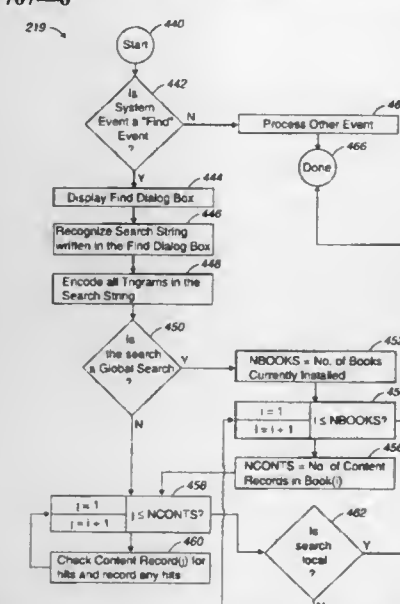 219
440
Start
442
Is
System
Event a "Find"
Event
?
N
Process Other Event
466
Done
Y
444
Display Find Dialog Box
446
Recognize Search String
written in the Find Dialog Box
448
Encode all Trigrams in the
Search String
450
Is
the search
a Global Search
?
Y
452
NBOOKS = No. of Books
Currently Installed
N
i = 1
i = i + 1
i ≤ NBOOKS?
456
NCONTS = No. of Content
Records in Book(i)
458
j = 1
j = i + 1
j ≤ NCONTS?
460
Check Content Record(j) for
hits and record any hits
462
Is
search
local
?
Y